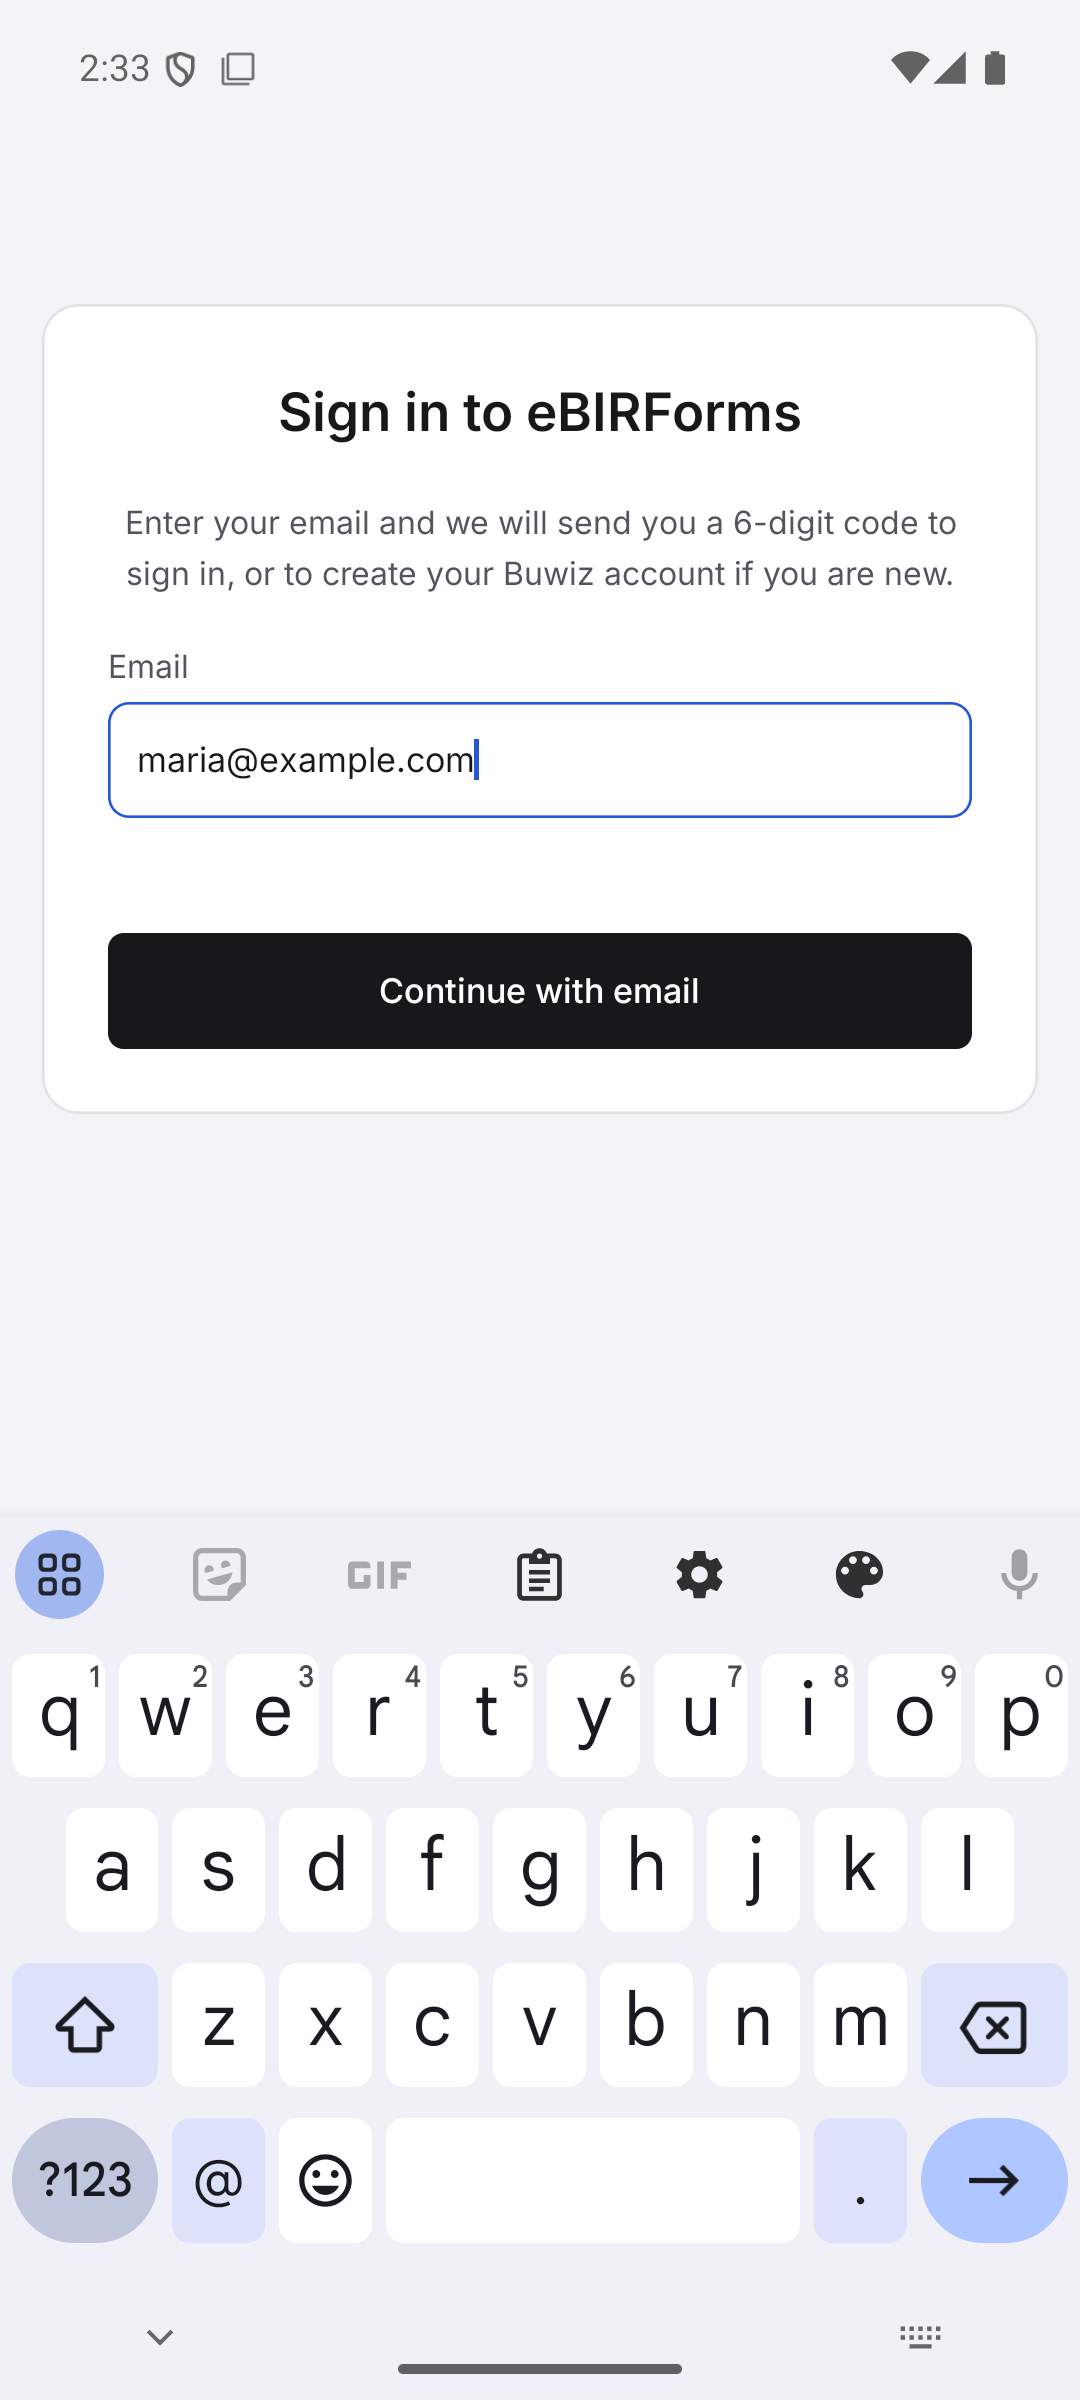 2:33
Sign in to eBIRForms
Enter your email and we will send you a 6-digit code to
sign in, or to create your Buwiz account if you are new.
Email
maria@example.com
Continue with email
GIF
q 1 w 2 e 3 r 4 t 5 y 6 u 7 i 8 o 9 p 0
a s d f g h j k l
z x c v b n m
?123 @ .